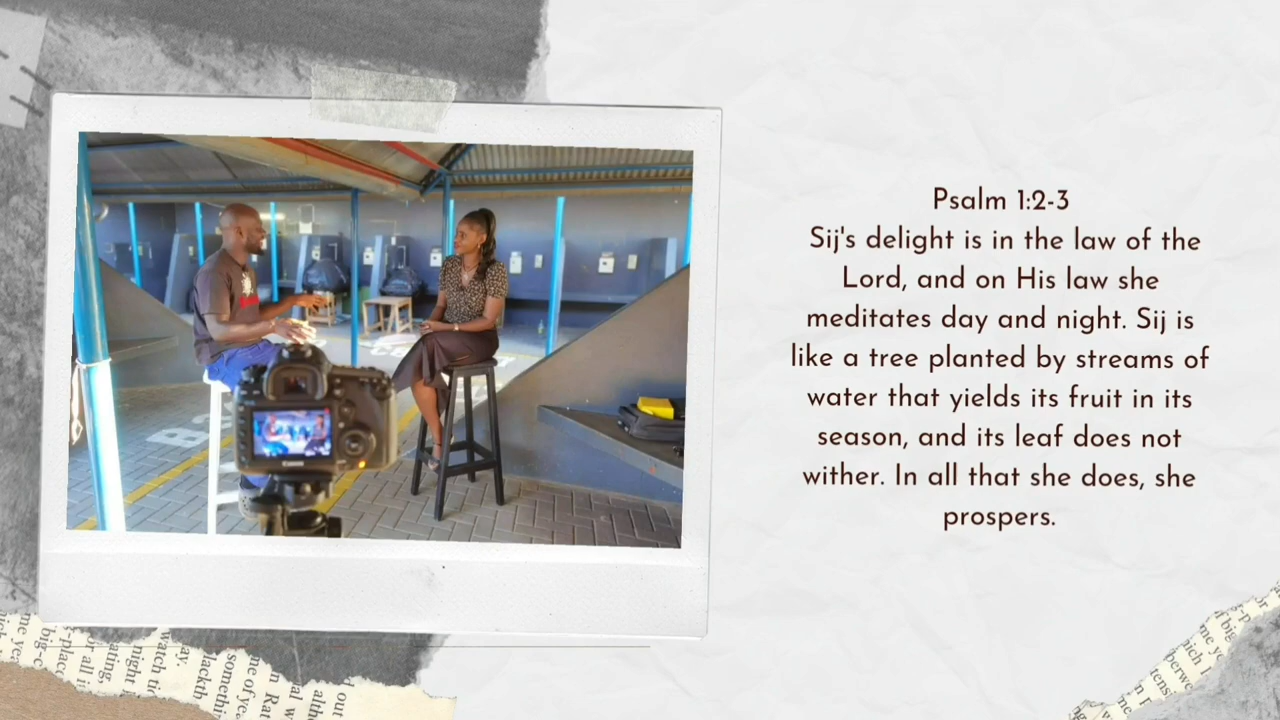 Psalm 1:2-3
Sij's delight is in the law of the
Lord, and on His law she
meditates day and night. Sij is
like a tree planted by streams of
water that yields its fruit in its
season, and its leaf does not
wither. In all that she does, she
prospers.
Canon